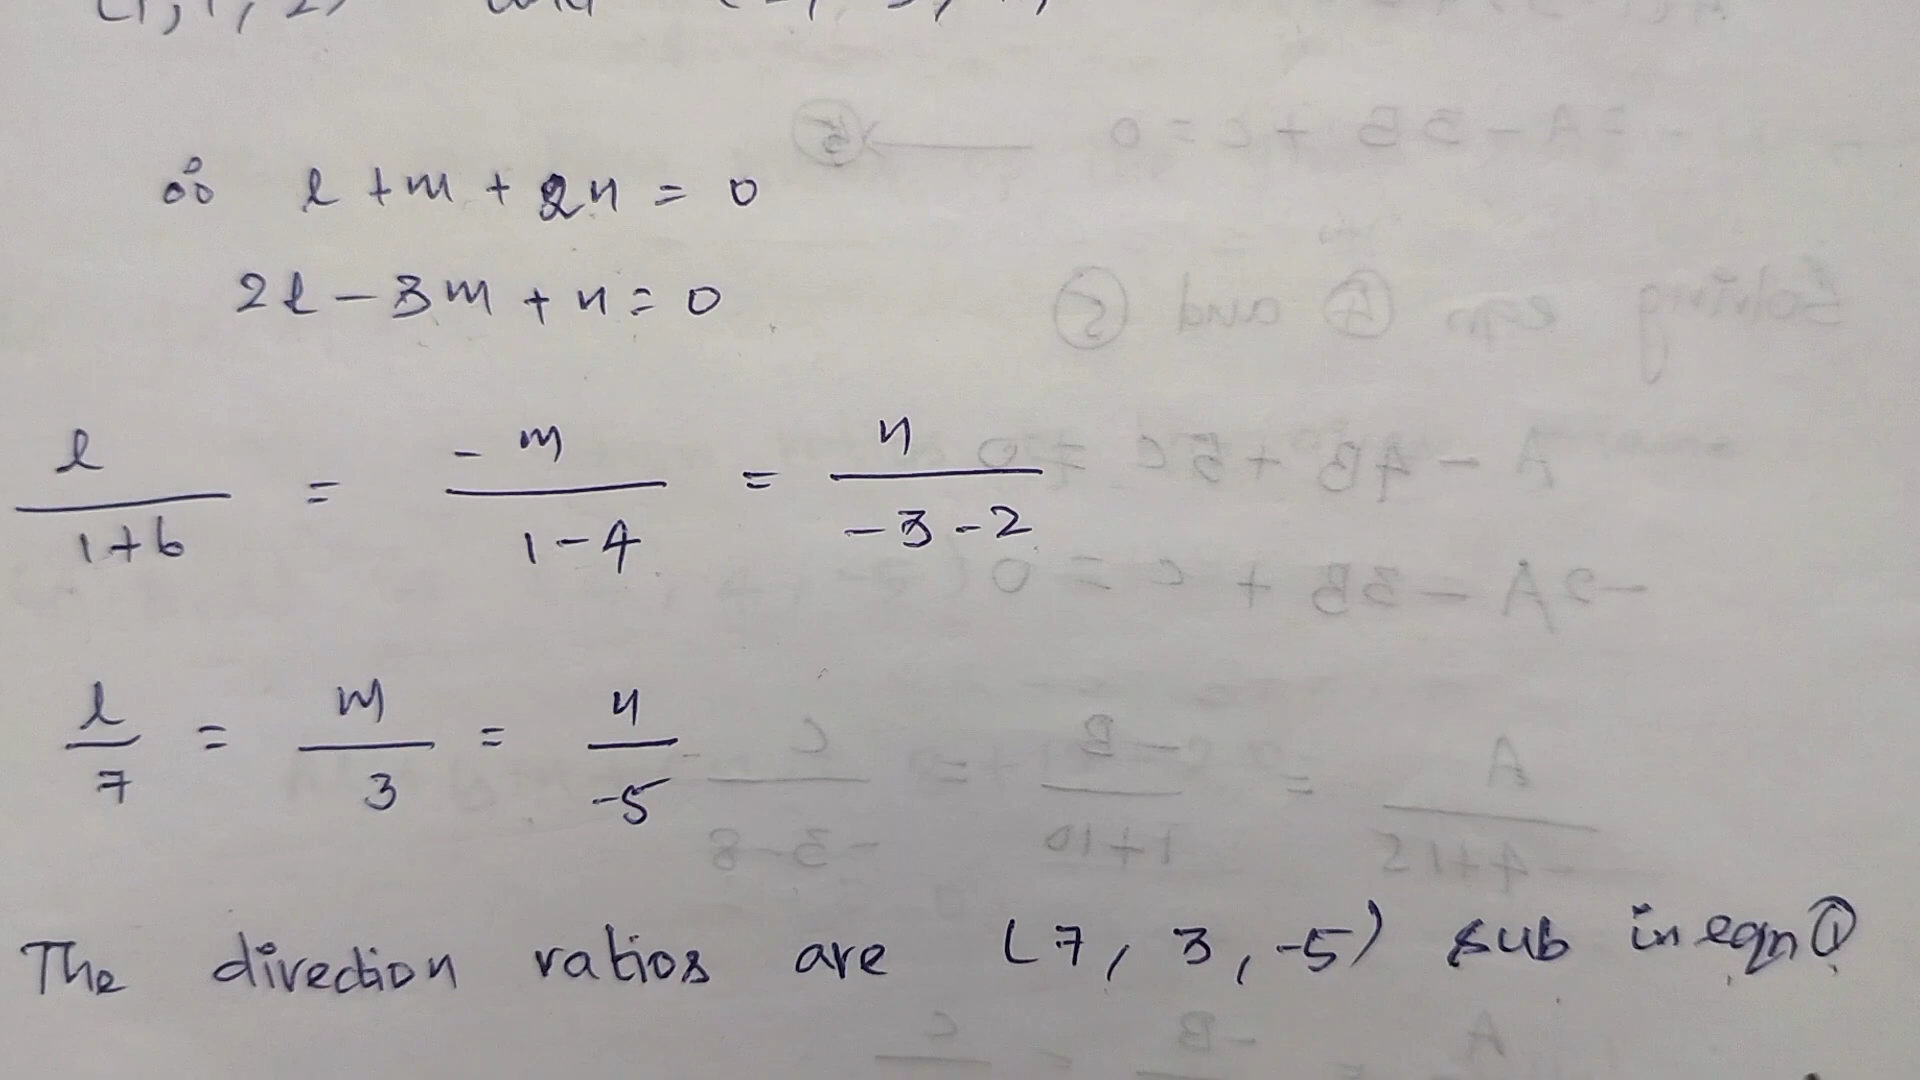 ∴ l + m + 2n = 0
2l - 3m + n = 0
l/1+6 = -m/1-4 = n/-3-2
l/7 = m/3 = n/-5
The direction ratios are (7, 3, -5) sub in eqn ①